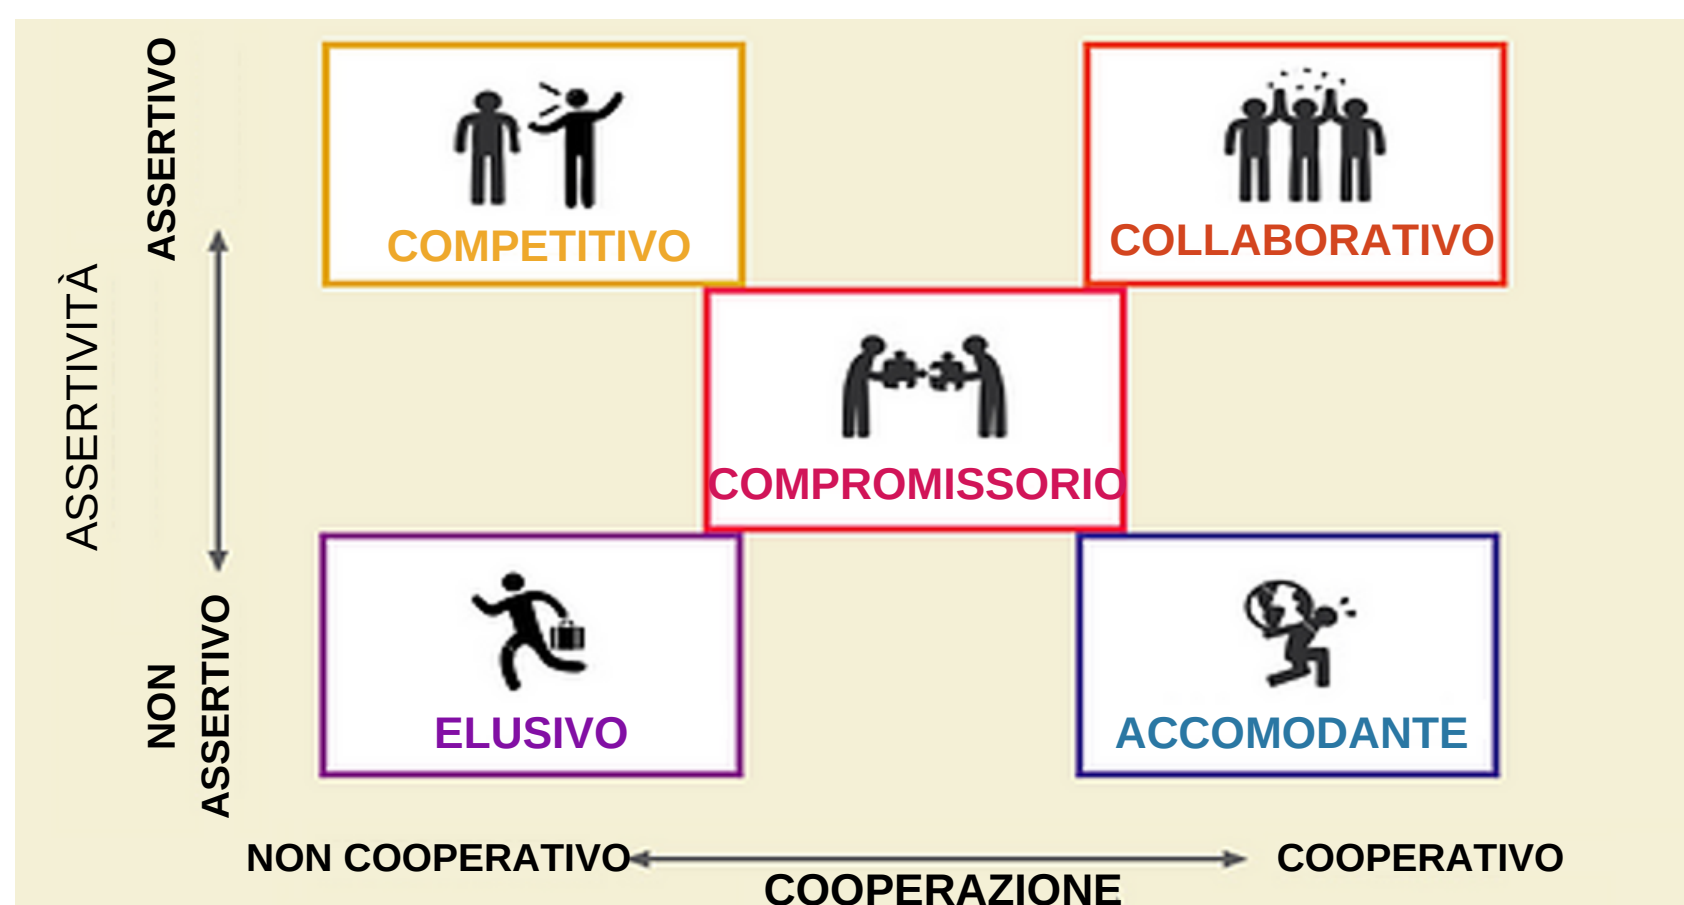 ASSERTIVITÀ
ASSERTIVO
NON
ASSERTIVO
COMPETITIVO
COLLABORATIVO
COMPROMISSORIO
ELUSIVO
ACCOMODANTE
NON COOPERATIVO
COOPERATIVO
COOPERAZIONE